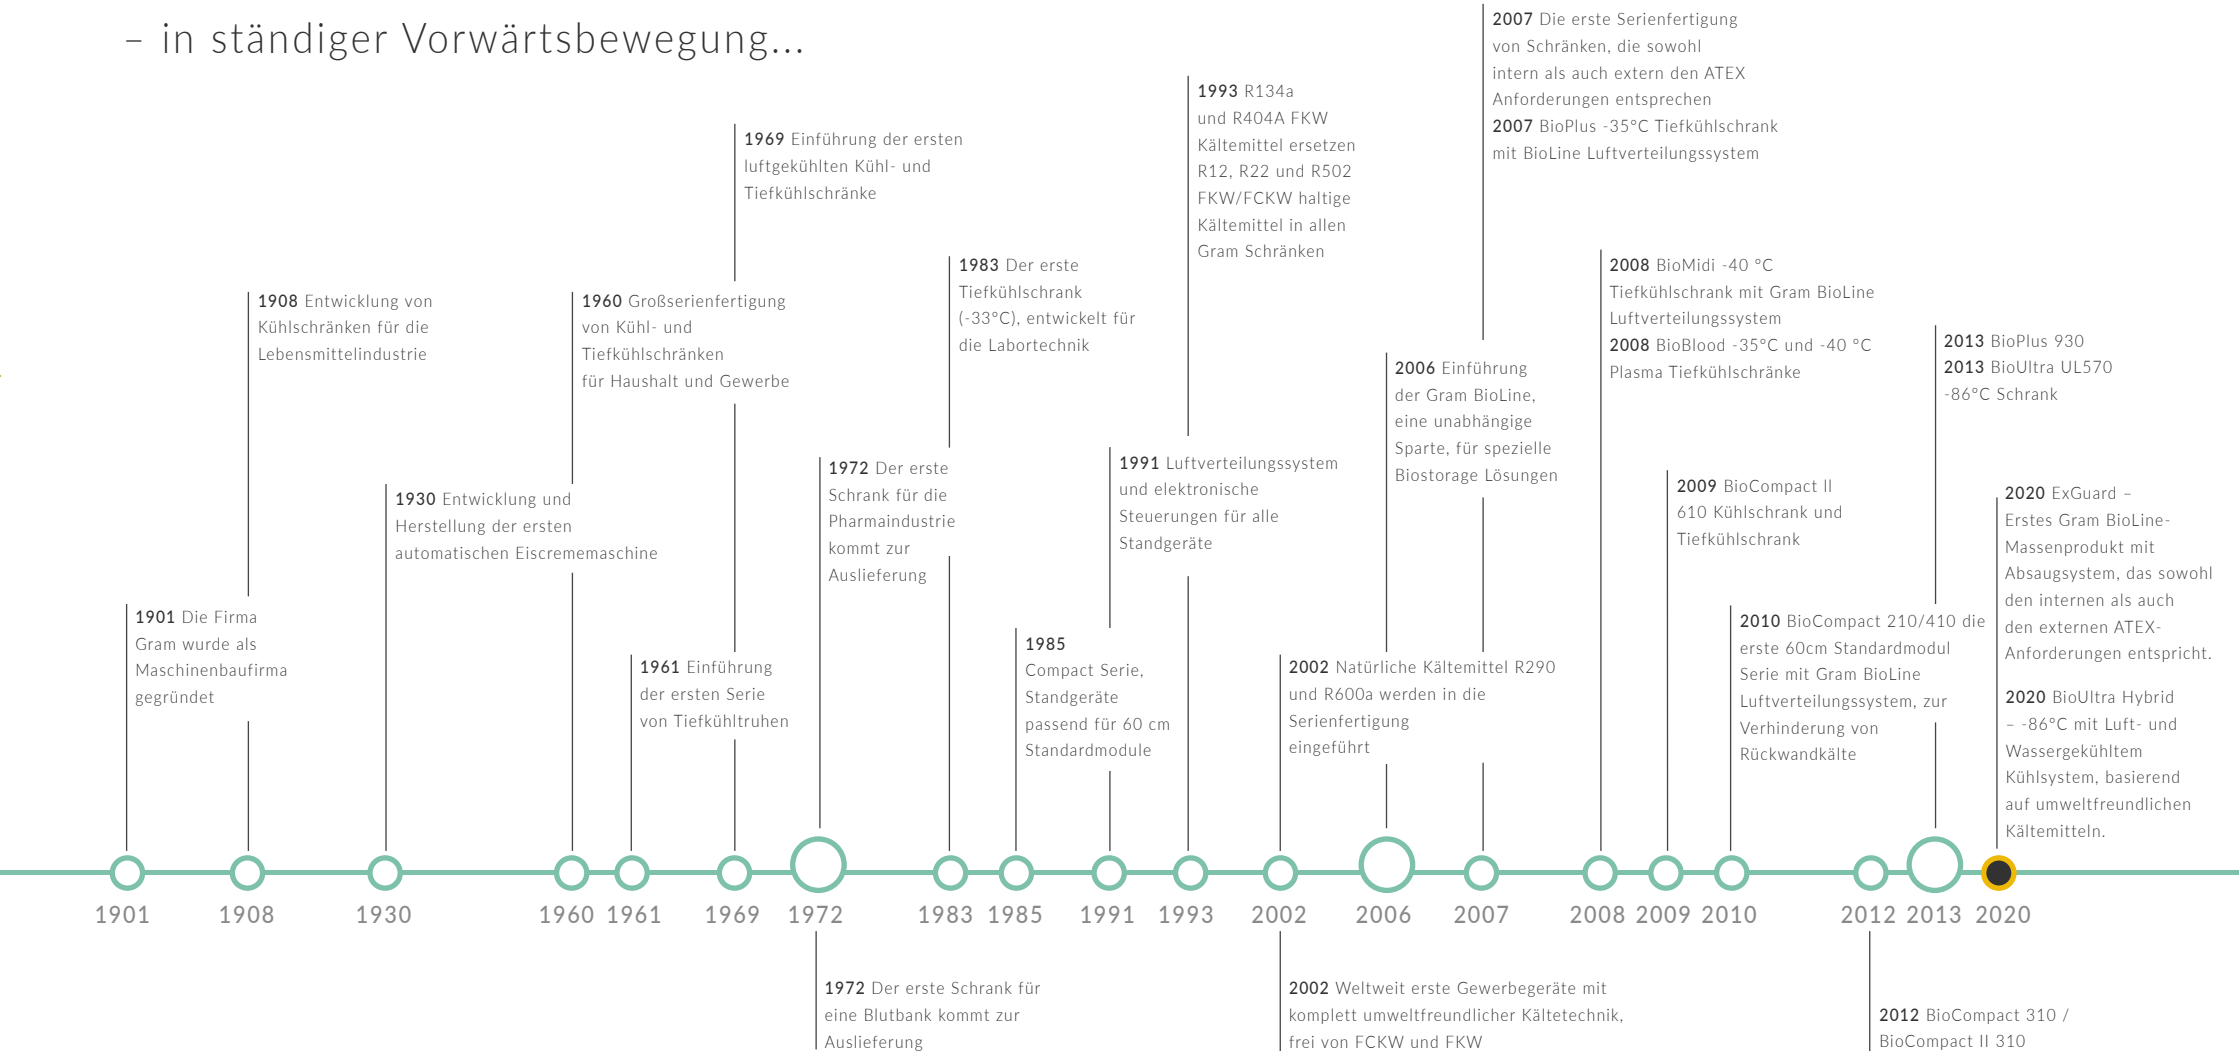 – in ständiger Vorwärtsbewegung...
1901 Die Firma
Gram wurde als
Maschinenbaufirma
gegründet
1908 Entwicklung von
Kühlschränken für die
Lebensmittelindustrie
1930 Entwicklung und
Herstellung der ersten
automatischen Eiscrememaschine
1960 Großserienfertigung
von Kühl- und
Tiefkühlschränken
für Haushalt und Gewerbe
1961 Einführung
der ersten Serie
von Tiefkühltruhen
1969 Einführung der ersten
luftgekühlten Kühl- und
Tiefkühlschränke
1972 Der erste
Schrank für die
Pharmaindustrie
kommt zur
Auslieferung
1983 Der erste
Tiefkühlschrank
(-33°C), entwickelt für
die Labortechnik
1985
Compact Serie,
Standgeräte
passend für 60 cm
Standardmodule
1991 Luftverteilungssystem
und elektronische
Steuerungen für alle
Standgeräte
1993 R134a
und R404A FKW
Kältemittel ersetzen
R12, R22 und R502
FKW/FCKW haltige
Kältemittel in allen
Gram Schränken
2002 Natürliche Kältemittel R290
und R600a werden in die
Serienfertigung
eingeführt
2006 Einführung
der Gram BioLine,
eine unabhängige
Sparte, für spezielle
Biostorage Lösungen
2007 Die erste Serienfertigung
von Schränken, die sowohl
intern als auch extern den ATEX
Anforderungen entsprechen
2007 BioPlus -35°C Tiefkühlschrank
mit BioLine Luftverteilungssystem
2008 BioMidi -40 °C
Tiefkühlschrank mit Gram BioLine
Luftverteilungssystem
2008 BioBlood -35°C und -40 °C
Plasma Tiefkühlschränke
2009 BioCompact II
610 Kühlschrank und
Tiefkühlschrank
2010 BioCompact 210/410 die
erste 60cm Standardmodul
Serie mit Gram BioLine
Luftverteilungssystem, zur
Verhinderung von
Rückwandkälte
2013 BioPlus 930
2013 BioUltra UL570
-86°C Schrank
2020 ExGuard –
Erstes Gram BioLine-
Massenprodukt mit
Absaugsystem, das sowohl
den internen als auch
den externen ATEX-
Anforderungen entspricht.
2020 BioUltra Hybrid
– -86°C mit Luft- und
Wassergekühltem
Kühlsystem, basierend
auf umweltfreundlichen
Kältemitteln.
1901 1908 1930 1960 1961 1969 1972 1983 1985 1991 1993 2002 2006 2007 2008 2009 2010 2012 2013 2020
1972 Der erste Schrank für
eine Blutbank kommt zur
Auslieferung
2002 Weltweit erste Gewerbegeräte mit
komplett umweltfreundlicher Kältetechnik,
frei von FCKW und FKW
2012 BioCompact 310 /
BioCompact II 310